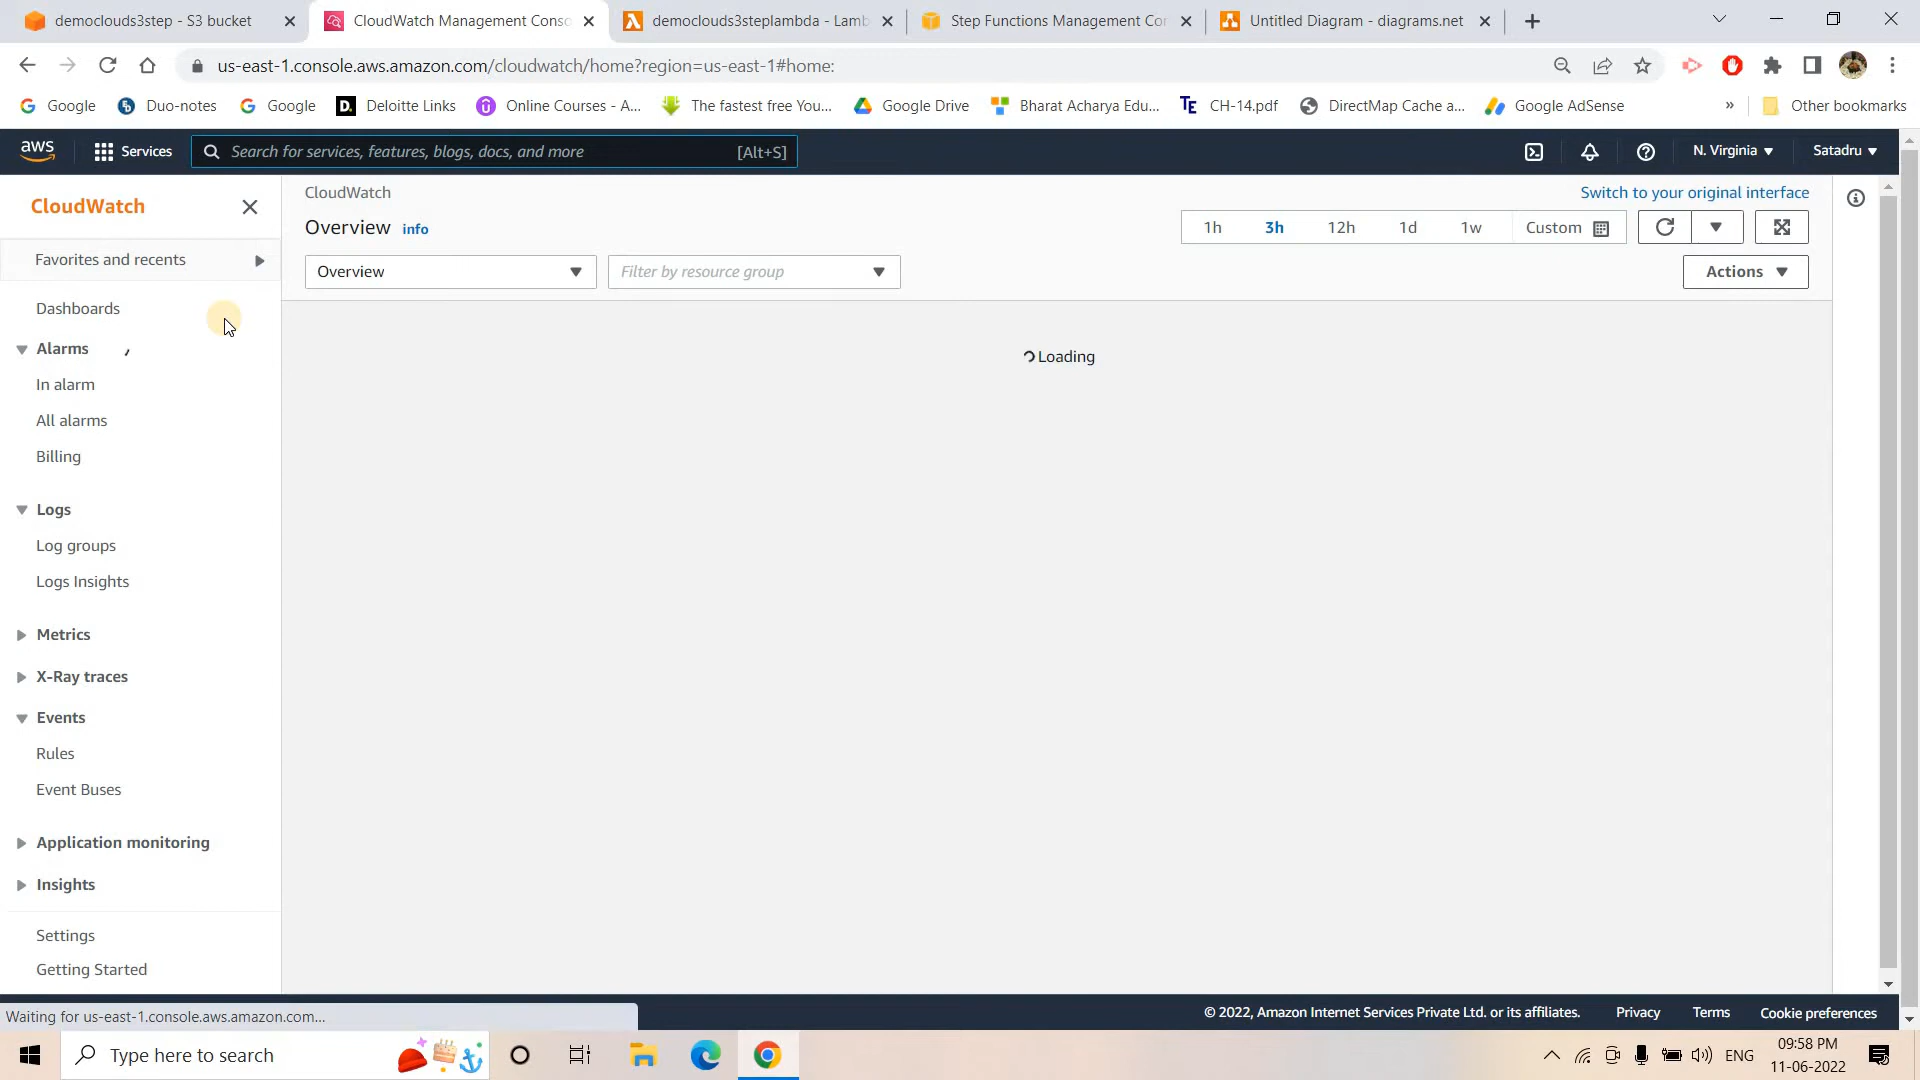 democlouds3step - S3 bucket
CloudWatch Management Conso
democlouds3steplambda - Lamb
Step Functions Management Con
Untitled Diagram - diagrams.net
us-east-1.console.aws.amazon.com/cloudwatch/home?region=us-east-1#home:
Google
Duo-notes
Google
Deloitte Links
Online Courses - A...
The fastest free You...
Google Drive
Bharat Acharya Edu...
TE CH-14.pdf
DirectMap Cache a...
Google AdSense
»
Other bookmarks
aws
Services
Search for services, features, blogs, docs, and more
[Alt+S]
N. Virginia
Satadru
CloudWatch
Favorites and recents
Dashboards
Alarms
In alarm
All alarms
Billing
Logs
Log groups
Logs Insights
Metrics
X-Ray traces
Events
Rules
Event Buses
Application monitoring
Insights
Settings
Getting Started
CloudWatch
Switch to your original interface
Overview info
1h 3h 12h 1d 1w Custom
Overview
Filter by resource group
Actions
Loading
Waiting for us-east-1.console.aws.amazon.com...
© 2022, Amazon Internet Services Private Ltd. or its affiliates.
Privacy
Terms
Cookie preferences
Type here to search
ENG
09:58 PM
11-06-2022